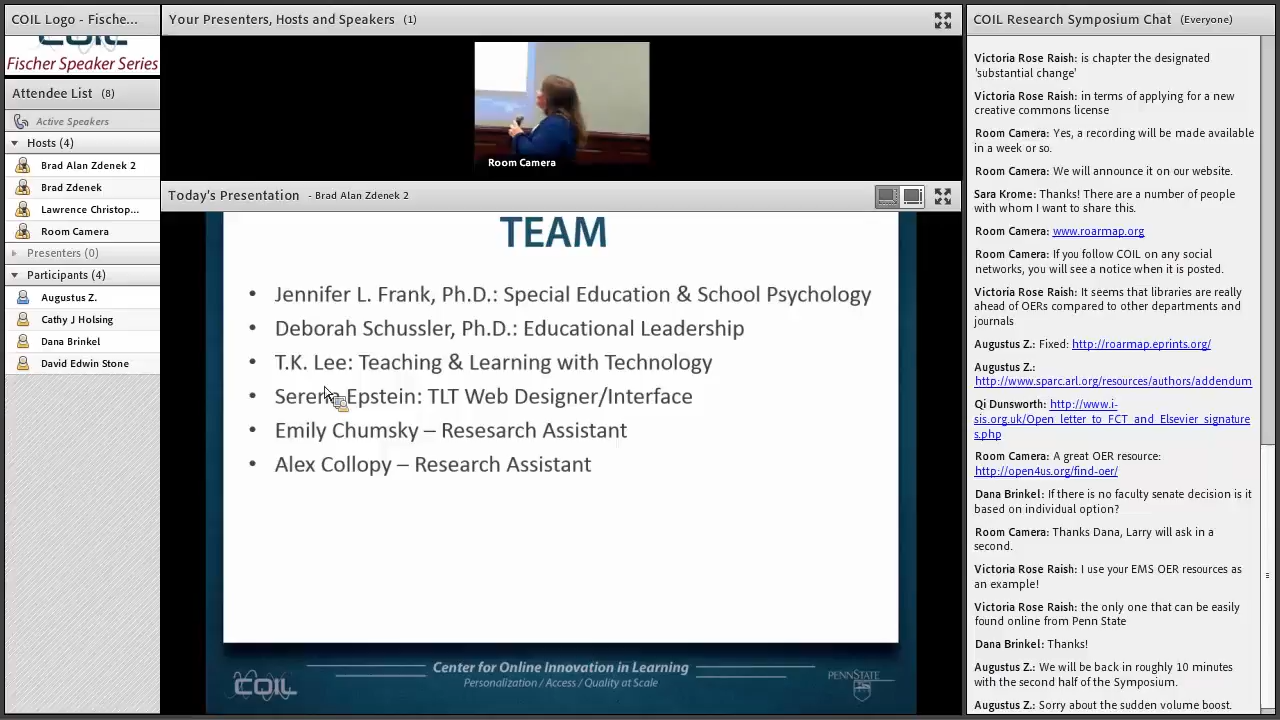 COIL Logo - Fische...
COIL
Fischer Speaker Series
Attendee List (8)
Active Speakers
Hosts (4)
Brad Alan Zdenek 2
Brad Zdenek
Lawrence Christop...
Room Camera
Presenters (0)
Participants (4)
Augustus Z.
Cathy J Holsing
Dana Brinkel
David Edwin Stone
Your Presenters, Hosts and Speakers (1)
Room Camera
Today's Presentation - Brad Alan Zdenek 2
TEAM
• Jennifer L. Frank, Ph.D.: Special Education & School Psychology
• Deborah Schussler, Ph.D.: Educational Leadership
• T.K. Lee: Teaching & Learning with Technology
• Epstein: TLT Web Designer/Interface
• Emily Chumsky – Resesarch Assistant
• Alex Collopy – Research Assistant
COIL
Center for Online Innovation in Learning
Personalization / Access / Quality at Scale
PENNSTATE
COIL Research Symposium Chat (Everyone)
Victoria Rose Raish: is chapter the designated
'substantial change'
Victoria Rose Raish: in terms of applying for a new
creative commons license
Room Camera: Yes, a recording will be made available
in a week or so.
Room Camera: We will announce it on our website.
Sara Krome: Thanks! There are a number of people
with whom I want to share this.
Room Camera: www.roarmap.org
Room Camera: If you follow COIL on any social
networks, you will see a notice when it is posted.
Victoria Rose Raish: It seems that libraries are really
ahead of OERs compared to other departments and
journals
Augustus Z.: Fixed: http://roarmap.eprints.org/
Augustus Z.:
http://www.sparc.arl.org/resources/authors/addendum
Qi Dunsworth: http://www.i-
sis.org.uk/Open_letter_to_FCT_and_Elsevier_signature
s.php
Room Camera: A great OER resource:
http://open4us.org/find-oer/
Dana Brinkel: If there is no faculty senate decision is it
based on individual option?
Room Camera: Thanks Dana, Larry will ask in a
second.
Victoria Rose Raish: I use your EMS OER resources as
an example!
Victoria Rose Raish: the only one that can be easily
found online from Penn State
Dana Brinkel: Thanks!
Augustus Z.: We will be back in roughly 10 minutes
with the second half of the Symposium.
Augustus Z.: Sorry about the sudden volume boost.